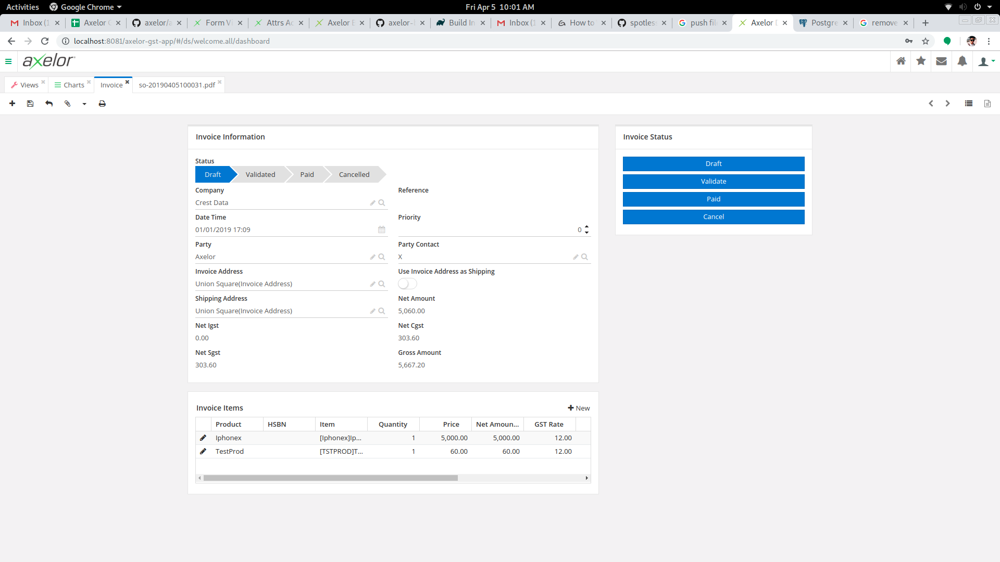 Activities Google Chrome Fri Apr 5 10:01 AM
Inbox (1 Axelor axelor/a Form Vi Attrs Ac Axelor E axelor- Build In Inbox (1 How to spotles push fil Axelor Postgre remove
localhost:8081/axelor-gst-app/#/ds/welcome.all/dashboard
axelor
Views Charts Invoice so-20190405100031.pdf
Invoice Information
Status
Draft Validated Paid Cancelled
Company Reference
Crest Data
Date Time Priority
01/01/2019 17:09 0
Party Party Contact
Axelor X
Invoice Address Use Invoice Address as Shipping
Union Square(Invoice Address)
Shipping Address Net Amount
Union Square(Invoice Address) 5,060.00
Net Igst Net Cgst
0.00 303.60
Net Sgst Gross Amount
303.60 5,667.20
Invoice Status
Draft
Validate
Paid
Cancel
Invoice Items New
Product HSBN Item Quantity Price Net Amoun... GST Rate
Iphonex [Iphonex]Ip... 1 5,000.00 5,000.00 12.00
TestProd [TSTPROD]T... 1 60.00 60.00 12.00